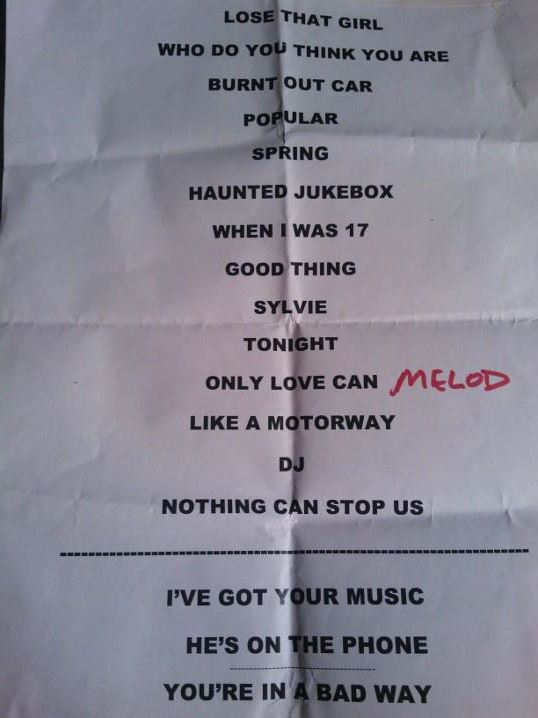 LOSE THAT GIRL
WHO DO YOU THINK YOU ARE
BURNT OUT CAR
POPULAR
SPRING
HAUNTED JUKEBOX
WHEN I WAS 17
GOOD THING
SYLVIE
TONIGHT
ONLY LOVE CAN MELOD
LIKE A MOTORWAY
DJ
NOTHING CAN STOP US
I'VE GOT YOUR MUSIC
HE'S ON THE PHONE
YOU'RE IN A BAD WAY